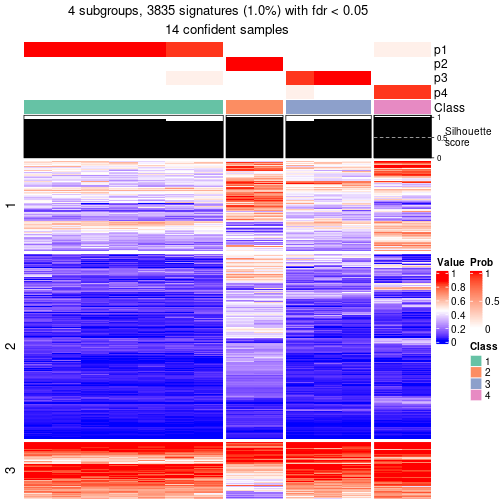 4 subgroups, 3835 signatures (1.0%) with fdr < 0.05
14 confident samples
p1
p2
p3
p4
Class
1
0.5
0
Silhouette
score
1
2
3
Value
1
0.8
0.6
0.4
0.2
0
Prob
1
0.5
0
Class
1
2
3
4